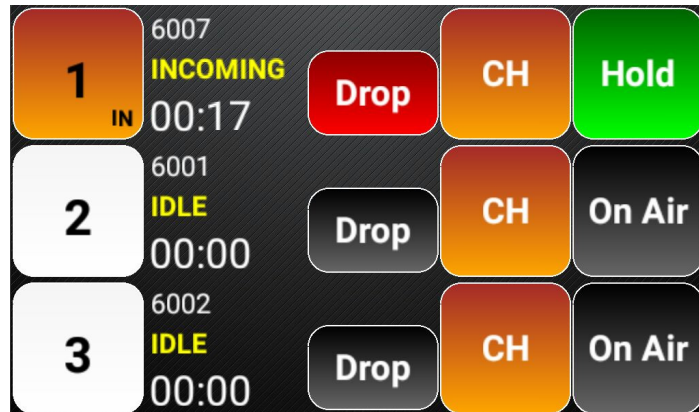 1
IN
6007
INCOMING
00:17
Drop
CH
Hold
2
6001
IDLE
00:00
Drop
CH
On Air
3
6002
IDLE
00:00
Drop
CH
On Air